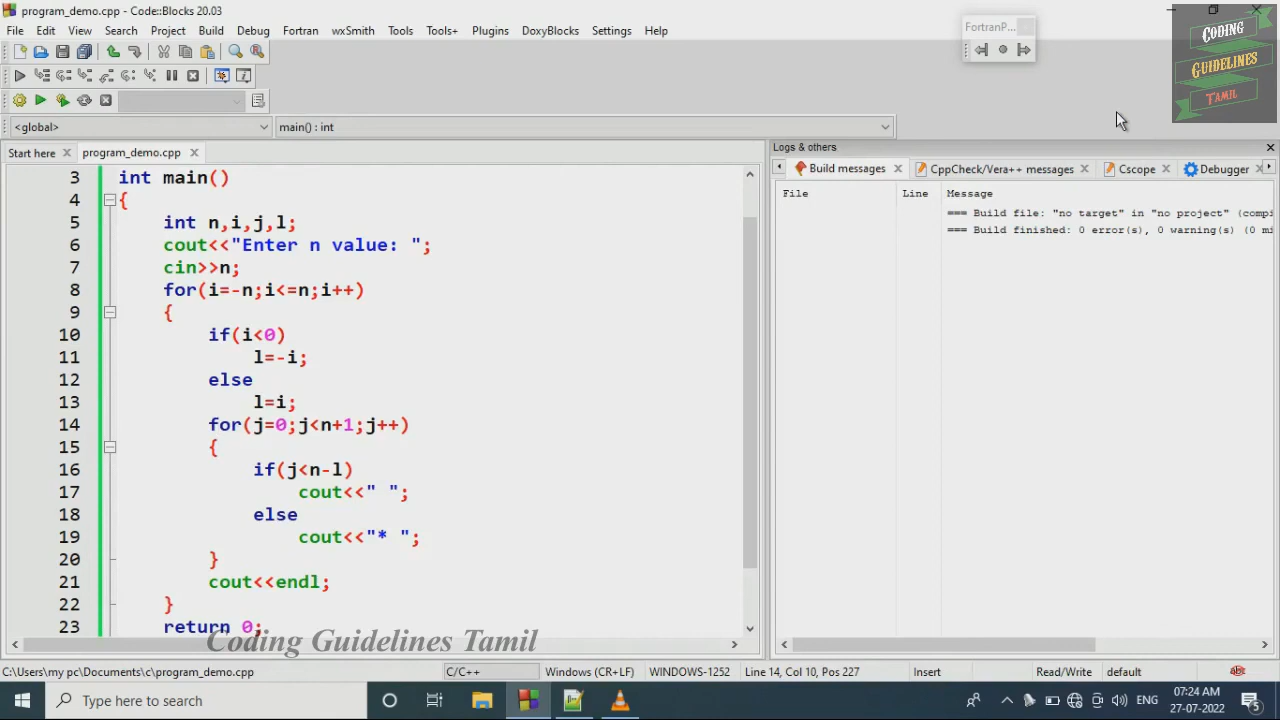 program_demo.cpp - Code::Blocks 20.03
File Edit View Search Project Build Debug Fortran wxSmith Tools Tools+ Plugins DoxyBlocks Settings Help
FortranP...
CODING
GUIDELINES
TAMIL
<global>
main() : int
Start here
program_demo.cpp
Logs & others
Build messages
CppCheck/Vera++ messages
Cscope
Debugger
File Line Message
=== Build file: "no target" in "no project" (compi
=== Build finished: 0 error(s), 0 warning(s) (0 mi
3 int main()
4 {
5 int n,i,j,l;
6 cout<<"Enter n value: ";
7 cin>>n;
8 for(i=-n;i<=n;i++)
9 {
10 if(i<0)
11 l=-i;
12 else
13 l=i;
14 for(j=0;j<n+1;j++)
15 {
16 if(j<n-l)
17 cout<<" ";
18 else
19 cout<<"* ";
20 }
21 cout<<endl;
22 }
23 return 0;
Coding Guidelines Tamil
C:\Users\my pc\Documents\c\program_demo.cpp C/C++ Windows (CR+LF) WINDOWS-1252 Line 14, Col 10, Pos 227 Insert Read/Write default
Type here to search
ENG
07:24 AM
27-07-2022
5